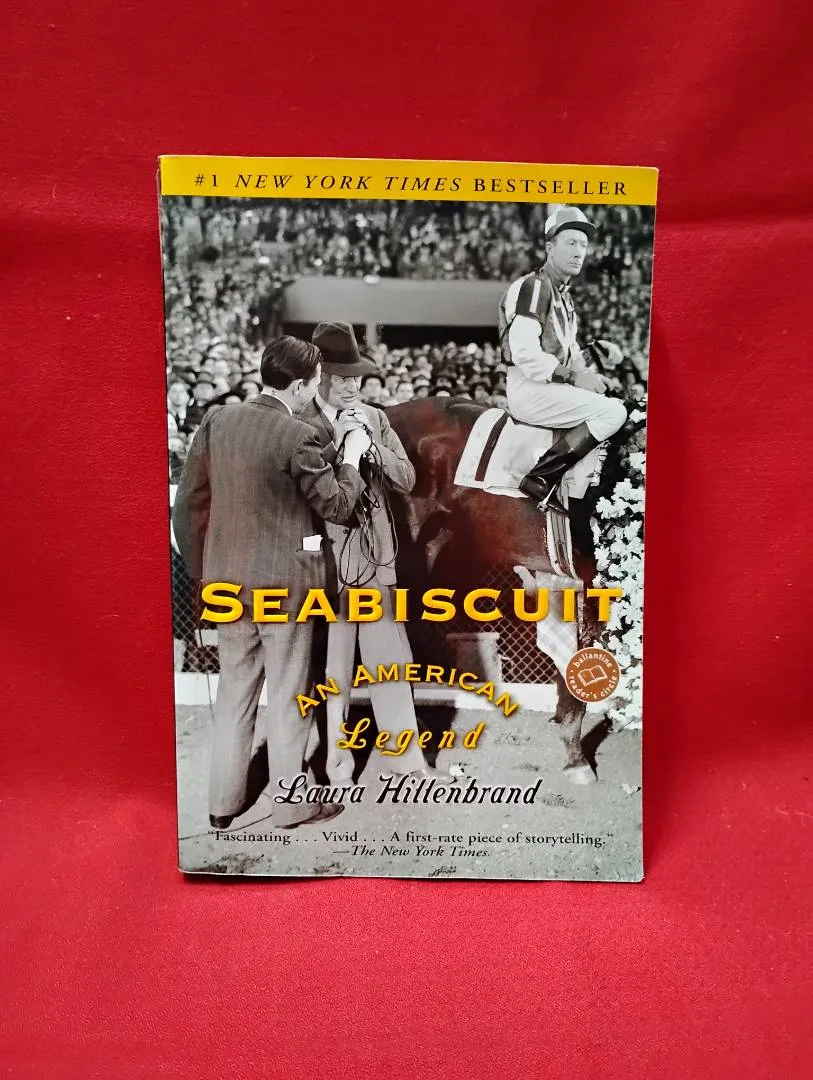 #1 NEW YORK TIMES BESTSELLER
SEABISCUIT
AN AMERICAN
Legend
ballantine
reader's circle
Laura Hillenbrand
"Fascinating . . . Vivid . . . A first-rate piece of storytelling."
—The New York Times